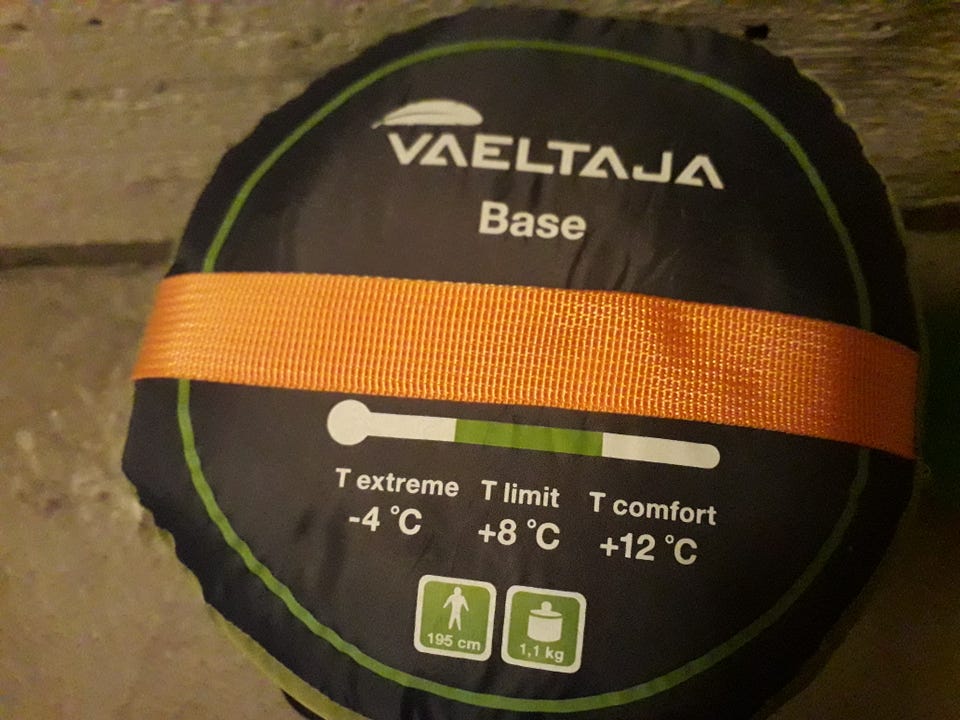 VAELTAJA
Base
T extreme T limit T comfort
-4 °C +8 °C +12 °C
195 cm 1,1 kg